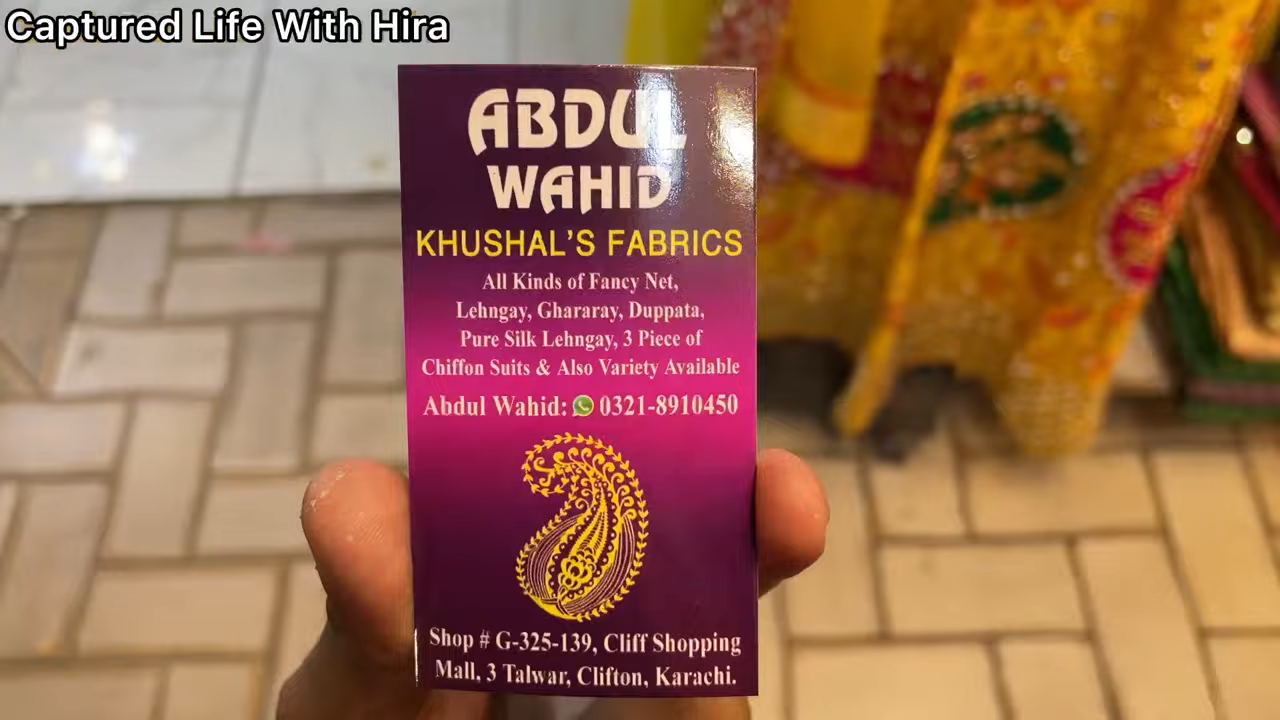 Captured Life With Hira
ABDUL
WAHID
KHUSHAL'S FABRICS
All Kinds of Fancy Net,
Lehngay, Ghararay, Duppata,
Pure Silk Lehngay, 3 Piece of
Chiffon Suits & Also Variety Available
Abdul Wahid: 0321-8910450
Shop # G-325-139, Cliff Shopping
Mall, 3 Talwar, Clifton, Karachi.